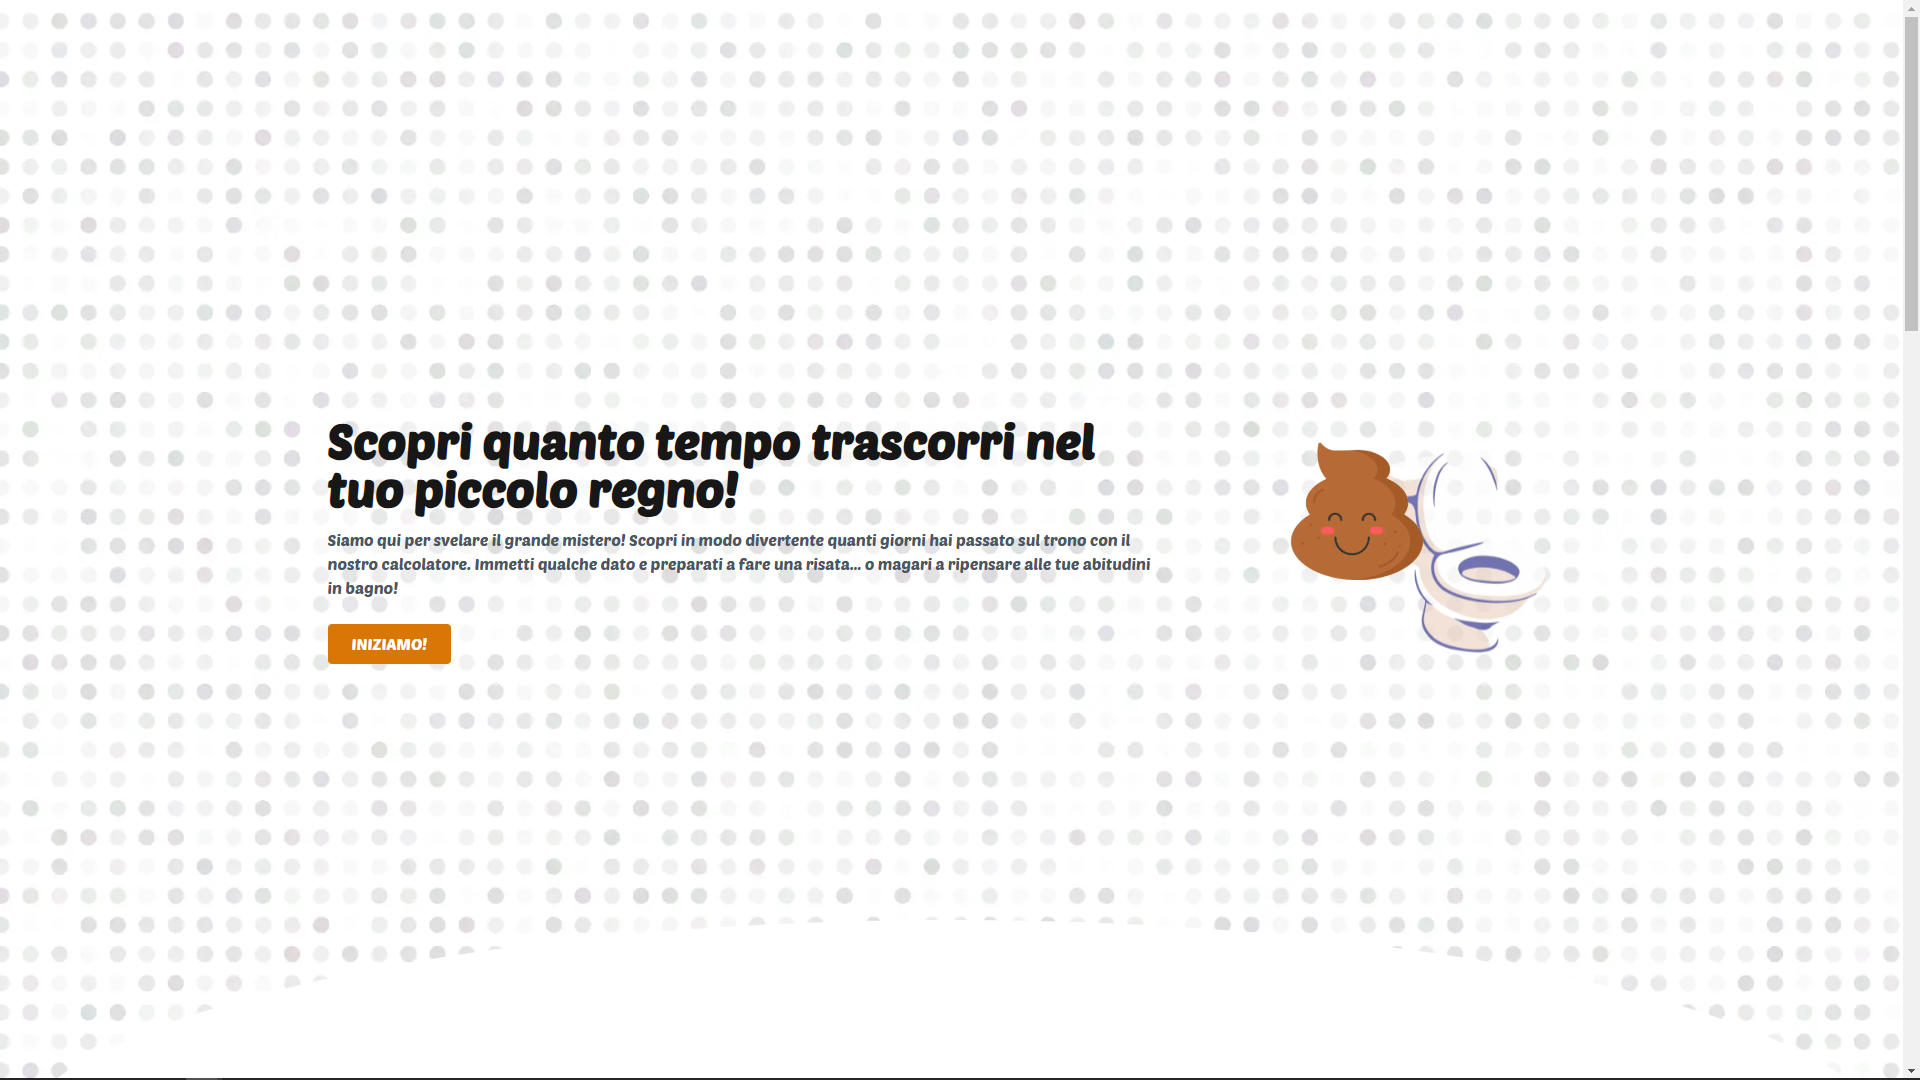 Scopri quanto tempo trascorri nel
tuo piccolo regno!
Siamo qui per svelare il grande mistero! Scopri in modo divertente quanti giorni hai passato sul trono con il
nostro calcolatore. Immetti qualche dato e preparati a fare una risata... o magari a ripensare alle tue abitudini
in bagno!
INIZIAMO!